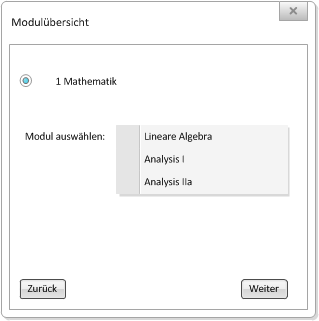 Modulübersicht
1 Mathematik
Modul auswählen:
Lineare Algebra
Analysis I
Analysis IIa
Zurück
Weiter